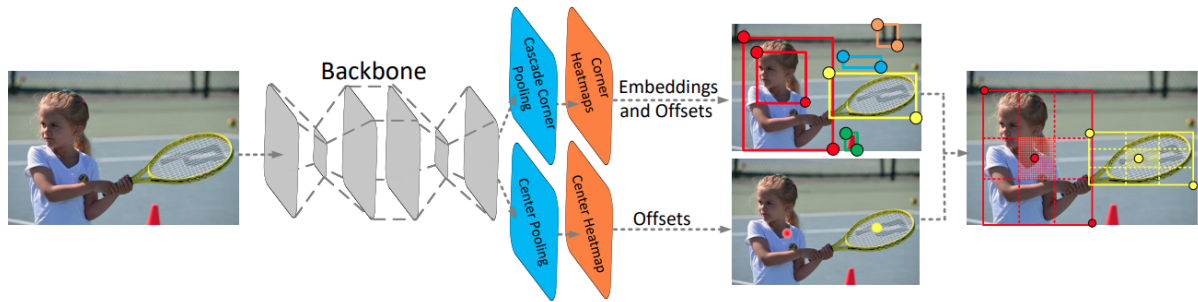 Backbone
Cascade Corner
Pooling
Corner
Heatmaps
Embeddings
and Offsets
Center Pooling
Center Heatmap
Offsets